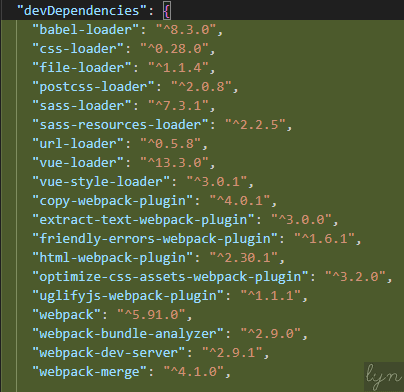 "devDependencies": {
"babel-loader": "^8.3.0",
"css-loader": "^0.28.0",
"file-loader": "^1.1.4",
"postcss-loader": "^2.0.8",
"sass-loader": "^7.3.1",
"sass-resources-loader": "^2.2.5",
"url-loader": "^0.5.8",
"vue-loader": "^13.3.0",
"vue-style-loader": "^3.0.1",
"copy-webpack-plugin": "^4.0.1",
"extract-text-webpack-plugin": "^3.0.0",
"friendly-errors-webpack-plugin": "^1.6.1",
"html-webpack-plugin": "^2.30.1",
"optimize-css-assets-webpack-plugin": "^3.2.0",
"uglifyjs-webpack-plugin": "^1.1.1",
"webpack": "^5.91.0",
"webpack-bundle-analyzer": "^2.9.0",
"webpack-dev-server": "^2.9.1",
"webpack-merge": "^4.1.0",
lyn